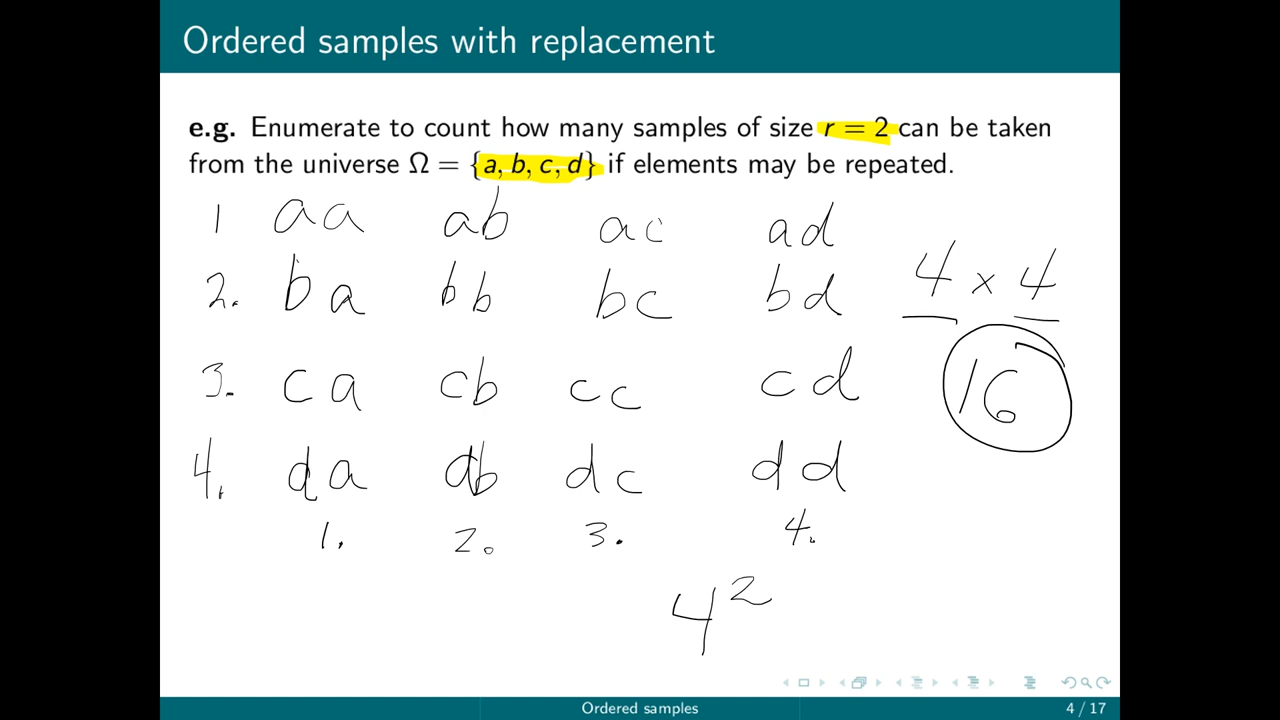 Ordered samples with replacement
e.g. Enumerate to count how many samples of size r = 2 can be taken
from the universe Ω = {a, b, c, d} if elements may be repeated.
1 aa ab ac ad
2. ba bb bc bd
4 × 4
3. ca cb cc cd
16
4. da db dc dd
1. 2. 3. 4.
4²
Ordered samples 4 / 17